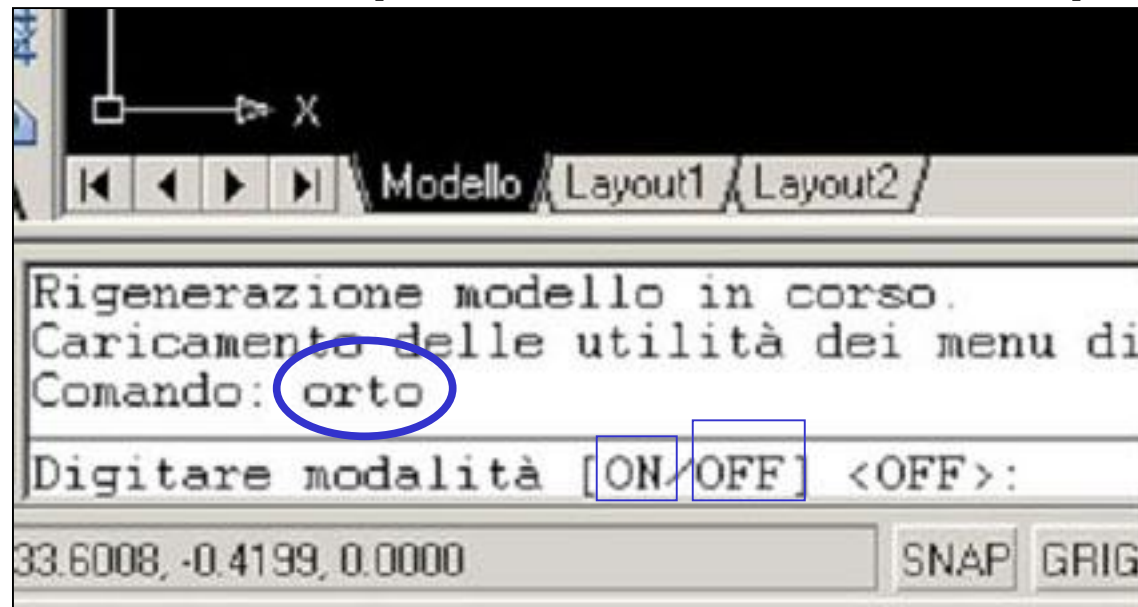 X
Modello Layout1 Layout2
Rigenerazione modello in corso.
Caricamento delle utilità dei menu di
Comando: orto
Digitare modalità [ON/OFF] <OFF>:
33.6008, -0.4199, 0.0000 SNAP GRIG